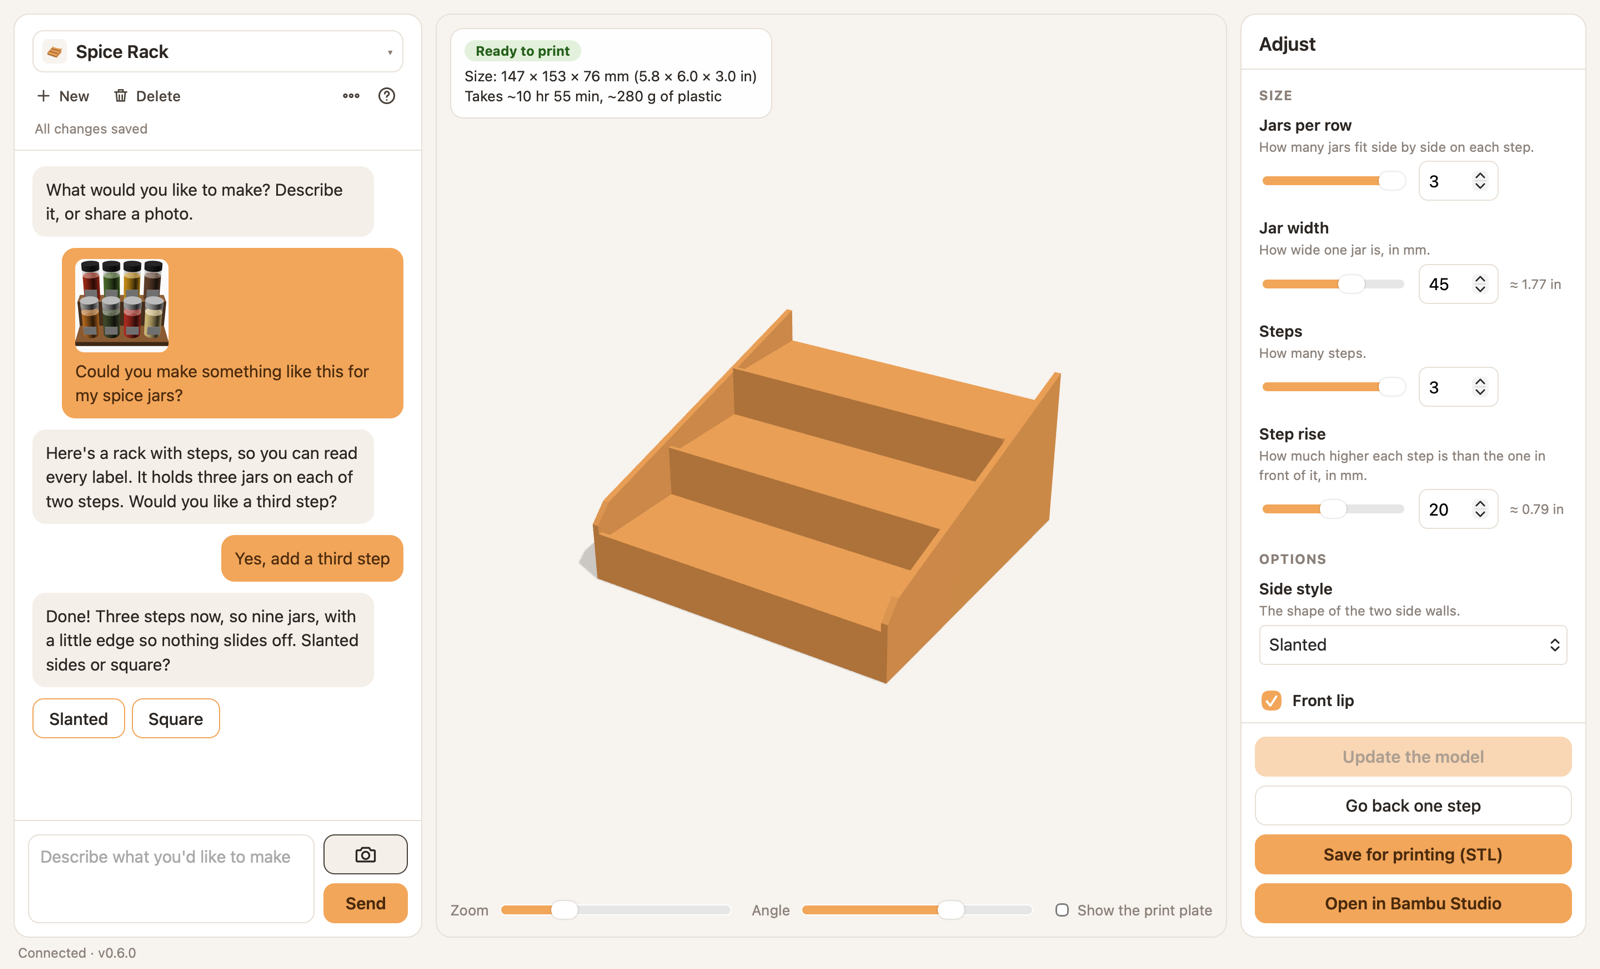 Spice Rack
New
Delete
All changes saved
What would you like to make? Describe
it, or share a photo.
Could you make something like this for
my spice jars?
Here's a rack with steps, so you can read
every label. It holds three jars on each of
two steps. Would you like a third step?
Yes, add a third step
Done! Three steps now, so nine jars, with
a little edge so nothing slides off. Slanted
sides or square?
Slanted
Square
Describe what you'd like to make
Send
Connected · v0.6.0
Ready to print
Size: 147 × 153 × 76 mm (5.8 × 6.0 × 3.0 in)
Takes ~10 hr 55 min, ~280 g of plastic
Zoom
Angle
Show the print plate
Adjust
SIZE
Jars per row
How many jars fit side by side on each step.
3
Jar width
How wide one jar is, in mm.
45
≈ 1.77 in
Steps
How many steps.
3
Step rise
How much higher each step is than the one in
front of it, in mm.
20
≈ 0.79 in
OPTIONS
Side style
The shape of the two side walls.
Slanted
Front lip
Update the model
Go back one step
Save for printing (STL)
Open in Bambu Studio